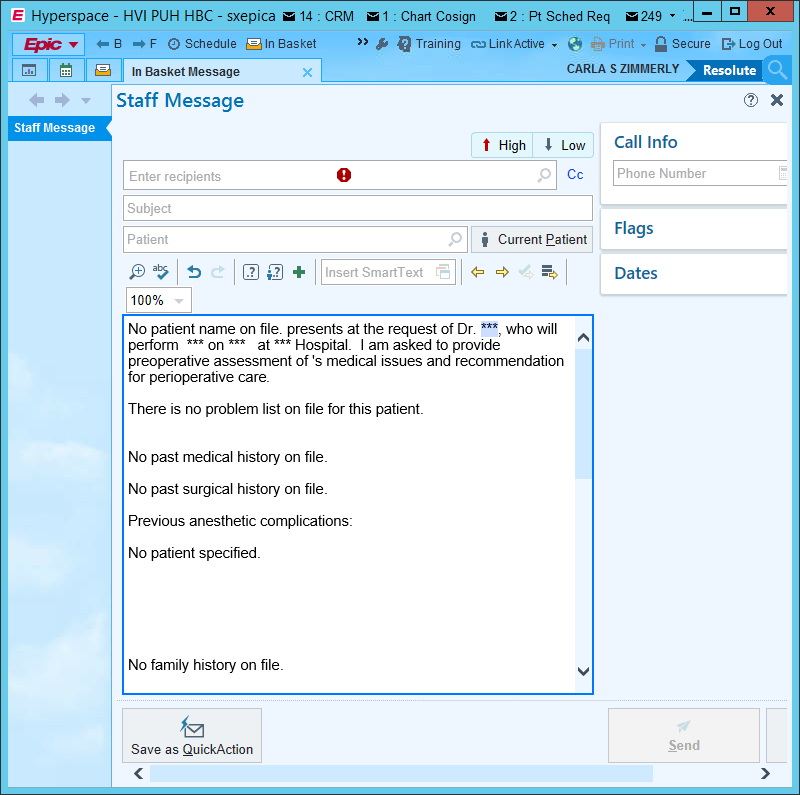 Hyperspace - HVI PUH HBC - sxepica 14 : CRM 1 : Chart Cosign 2 : Pt Sched Req 249
Epic B F Schedule In Basket Training LinkActive Print Secure Log Out
In Basket Message CARLA S ZIMMERLY Resolute
Staff Message
Staff Message
High Low
Enter recipients Cc
Subject
Patient Current Patient
abc Insert SmartText
100%
No patient name on file. presents at the request of Dr. ***, who will
perform *** on *** at *** Hospital. I am asked to provide
preoperative assessment of 's medical issues and recommendation
for perioperative care.
There is no problem list on file for this patient.
No past medical history on file.
No past surgical history on file.
Previous anesthetic complications:
No patient specified.
No family history on file.
Call Info
Phone Number
Flags
Dates
Save as QuickAction
Send